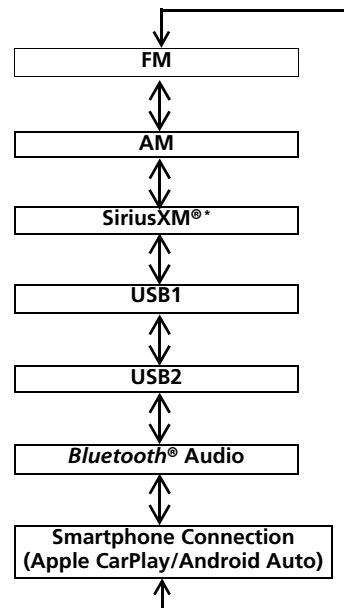 FM
AM
SiriusXM®*
USB1
USB2
Bluetooth® Audio
Smartphone Connection
(Apple CarPlay/Android Auto)